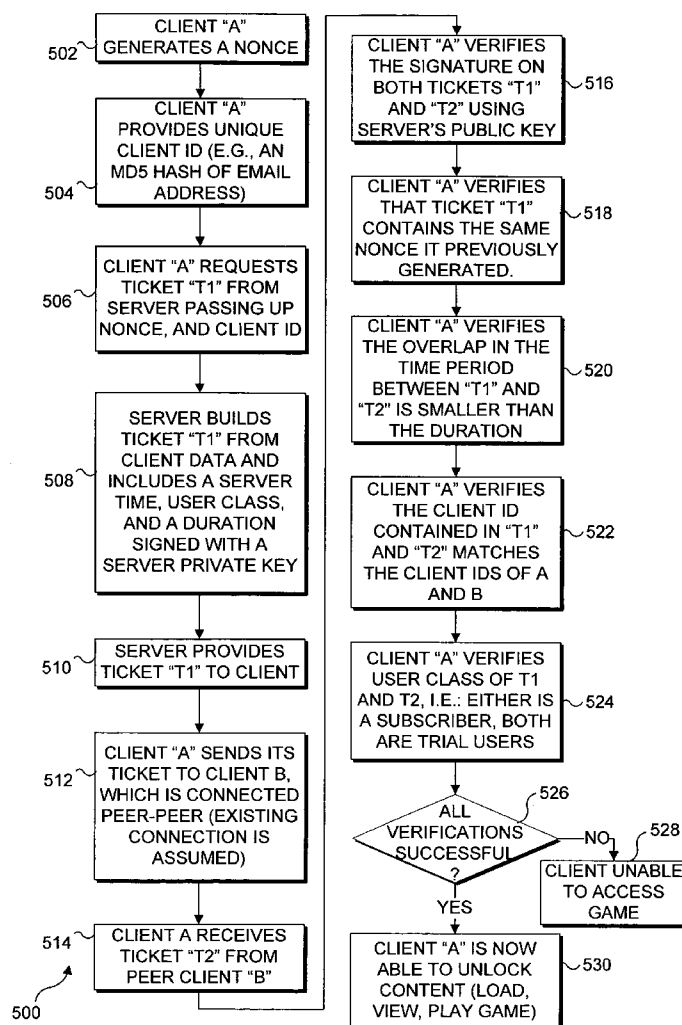 CLIENT "A"
GENERATES A NONCE
502
CLIENT "A"
PROVIDES UNIQUE
CLIENT ID (E.G., AN
MD5 HASH OF EMAIL
ADDRESS)
504
CLIENT "A" REQUESTS
TICKET "T1" FROM
SERVER PASSING UP
NONCE, AND CLIENT ID
506
SERVER BUILDS
TICKET "T1" FROM
CLIENT DATA AND
INCLUDES A SERVER
TIME, USER CLASS,
AND A DURATION
SIGNED WITH A
SERVER PRIVATE KEY
508
SERVER PROVIDES
TICKET "T1" TO CLIENT
510
CLIENT "A" SENDS ITS
TICKET TO CLIENT B,
WHICH IS CONNECTED
PEER-PEER (EXISTING
CONNECTION IS
ASSUMED)
512
CLIENT A RECEIVES
TICKET "T2" FROM
PEER CLIENT "B"
514
500
CLIENT "A" VERIFIES
THE SIGNATURE ON
BOTH TICKETS "T1"
AND "T2" USING
SERVER'S PUBLIC KEY
516
CLIENT "A" VERIFIES
THAT TICKET "T1"
CONTAINS THE SAME
NONCE IT PREVIOUSLY
GENERATED.
518
CLIENT "A" VERIFIES
THE OVERLAP IN THE
TIME PERIOD
BETWEEN "T1" AND
"T2" IS SMALLER THAN
THE DURATION
520
CLIENT "A" VERIFIES
THE CLIENT ID
CONTAINED IN "T1"
AND "T2" MATCHES
THE CLIENT IDS OF A
AND B
522
CLIENT "A" VERIFIES
USER CLASS OF T1
AND T2, I.E.: EITHER IS
A SUBSCRIBER, BOTH
ARE TRIAL USERS
524
ALL
VERIFICATIONS
SUCCESSFUL
?
526
NO
528
CLIENT UNABLE
TO ACCESS
GAME
YES
CLIENT "A" IS NOW
ABLE TO UNLOCK
CONTENT (LOAD,
VIEW, PLAY GAME)
530